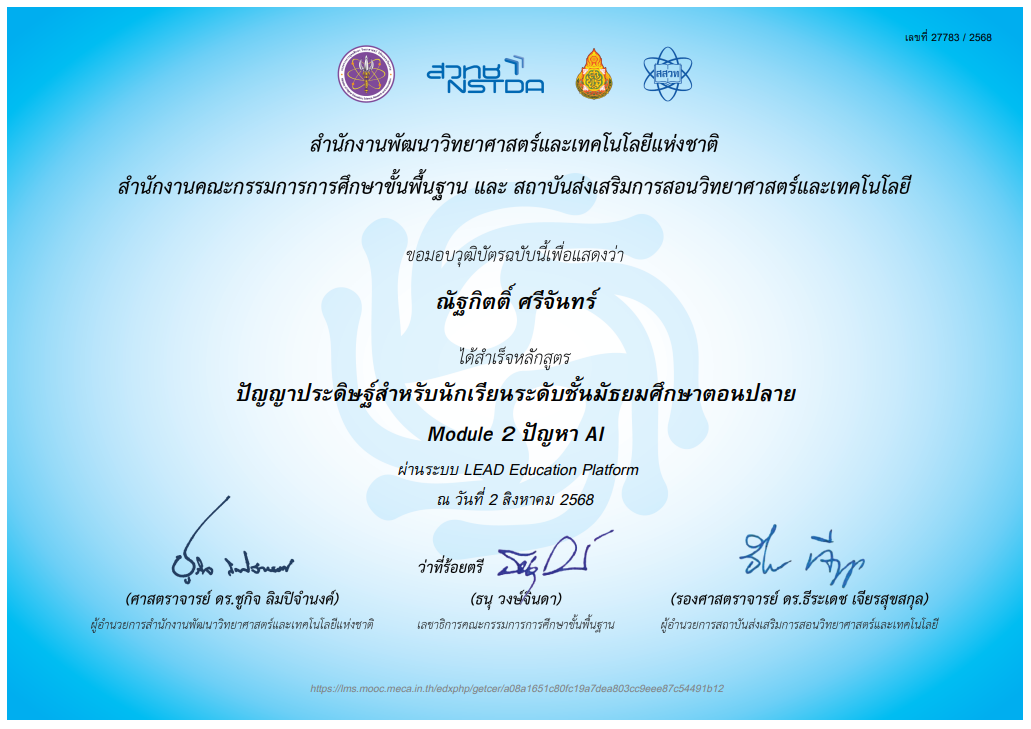 เลขที่ 27783 / 2568
สวทช
NSTDA
สสวท
สำนักงานพัฒนาวิทยาศาสตร์และเทคโนโลยีแห่งชาติ
สำนักงานคณะกรรมการการศึกษาขั้นพื้นฐาน และ สถาบันส่งเสริมการสอนวิทยาศาสตร์และเทคโนโลยี
ขอมอบวุฒิบัตรฉบับนี้เพื่อแสดงว่า
ณัฐกิตติ์ ศรีจันทร์
ได้สำเร็จหลักสูตร
ปัญญาประดิษฐ์สำหรับนักเรียนระดับชั้นมัธยมศึกษาตอนปลาย
Module 2 ปัญหา AI
ผ่านระบบ LEAD Education Platform
ณ วันที่ 2 สิงหาคม 2568
ว่าที่ร้อยตรี
(ศาสตราจารย์ ดร.ชูกิจ ลิมปิจำนงค์) (ธนุ วงษ์จินดา) (รองศาสตราจารย์ ดร.ธีระเดช เจียรสุขสกุล)
ผู้อำนวยการสำนักงานพัฒนาวิทยาศาสตร์และเทคโนโลยีแห่งชาติ เลขาธิการคณะกรรมการการศึกษาขั้นพื้นฐาน ผู้อำนวยการสถาบันส่งเสริมการสอนวิทยาศาสตร์และเทคโนโลยี
https://lms.mooc.meca.in.th/edxphp/getcer/a08a1651c80fc19a7dea803cc9eee87c54491b12